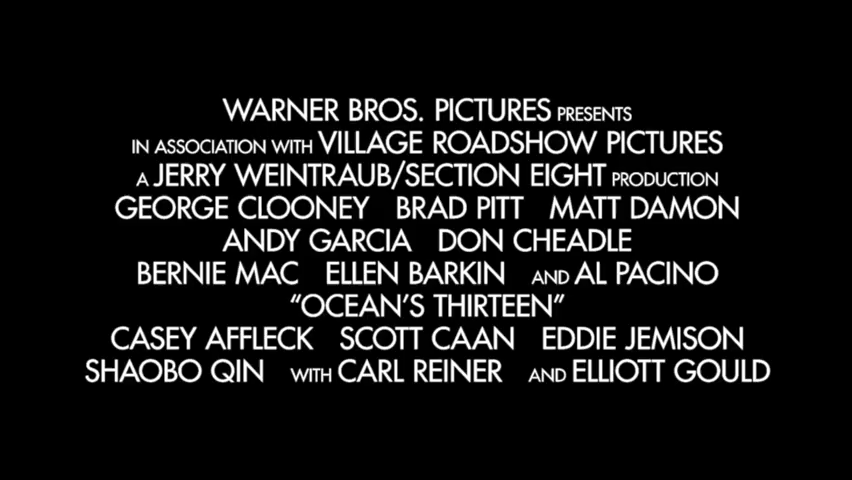 WARNER BROS. PICTURES PRESENTS
IN ASSOCIATION WITH VILLAGE ROADSHOW PICTURES
A JERRY WEINTRAUB/SECTION EIGHT PRODUCTION
GEORGE CLOONEY BRAD PITT MATT DAMON
ANDY GARCIA DON CHEADLE
BERNIE MAC ELLEN BARKIN AND AL PACINO
“OCEAN’S THIRTEEN”
CASEY AFFLECK SCOTT CAAN EDDIE JEMISON
SHAOBO QIN WITH CARL REINER AND ELLIOTT GOULD